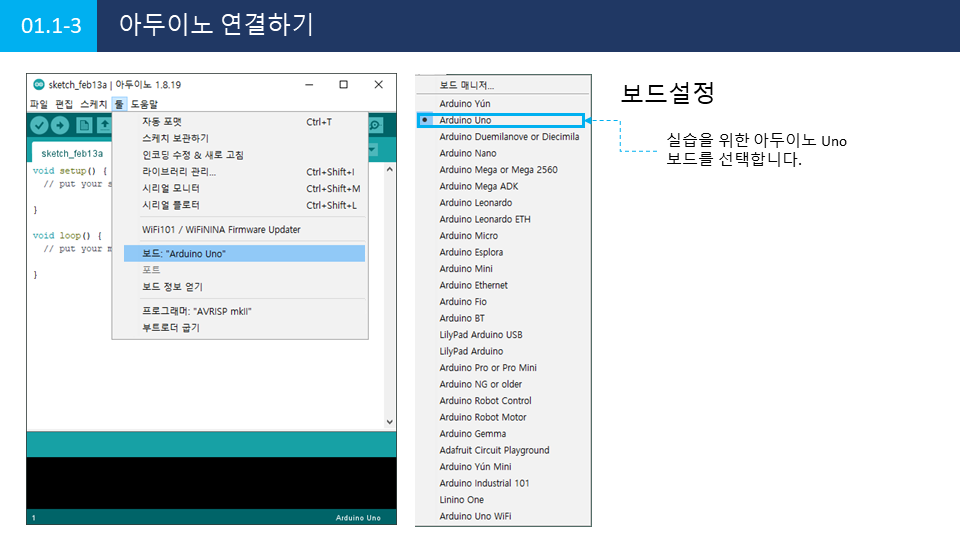 01.1-3
아두이노 연결하기
sketch_feb13a | 아두이노 1.8.19
파일 편집 스케치 툴 도움말
sketch_feb13a
void setup() {
// put your s
}
void loop() {
// put your m
}
자동 포맷 Ctrl+T
스케치 보관하기
인코딩 수정 & 새로 고침
라이브러리 관리... Ctrl+Shift+I
시리얼 모니터 Ctrl+Shift+M
시리얼 플로터 Ctrl+Shift+L
WiFi101 / WiFiNINA Firmware Updater
보드: "Arduino Uno"
포트
보드 정보 얻기
프로그래머: "AVRISP mkII"
부트로더 굽기
1 Arduino Uno
보드 매니저...
Arduino Yún
Arduino Uno
Arduino Duemilanove or Diecimila
Arduino Nano
Arduino Mega or Mega 2560
Arduino Mega ADK
Arduino Leonardo
Arduino Leonardo ETH
Arduino Micro
Arduino Esplora
Arduino Mini
Arduino Ethernet
Arduino Fio
Arduino BT
LilyPad Arduino USB
LilyPad Arduino
Arduino Pro or Pro Mini
Arduino NG or older
Arduino Robot Control
Arduino Robot Motor
Arduino Gemma
Adafruit Circuit Playground
Arduino Yún Mini
Arduino Industrial 101
Linino One
Arduino Uno WiFi
보드설정
실습을 위한 아두이노 Uno
보드를 선택합니다.